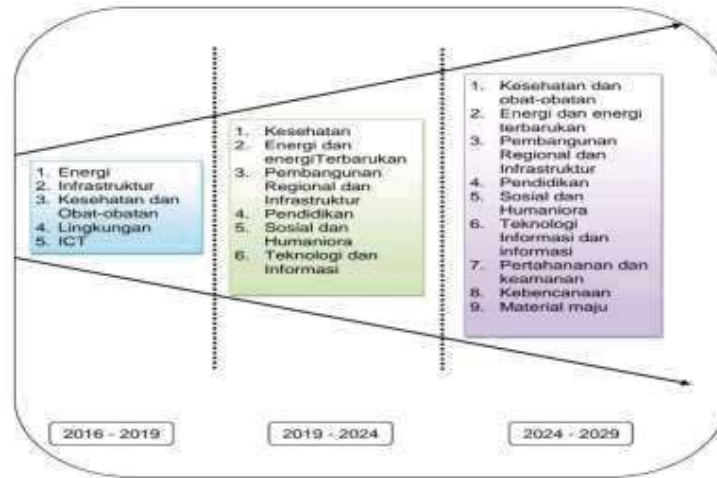 1. Energi
2. Infrastruktur
3. Kesehatan dan
Obat-obatan
4. Lingkungan
5. ICT
1. Kesehatan
2. Energi dan
energiTerbarukan
3. Pembangunan
Regional dan
Infrastruktur
4. Pendidikan
5. Sosial dan
Humaniora
6. Teknologi dan
Informasi
1. Kesehatan dan
obat-obatan
2. Energi dan energi
terbarukan
3. Pembangunan
Regional dan
Infrastruktur
4. Pendidikan
5. Sosial dan
Humaniora
6. Teknologi
Informasi dan
informasi
7. Pertahananan dan
keamanan
8. Kebencanaan
9. Material maju
2016 - 2019
2019 - 2024
2024 - 2029